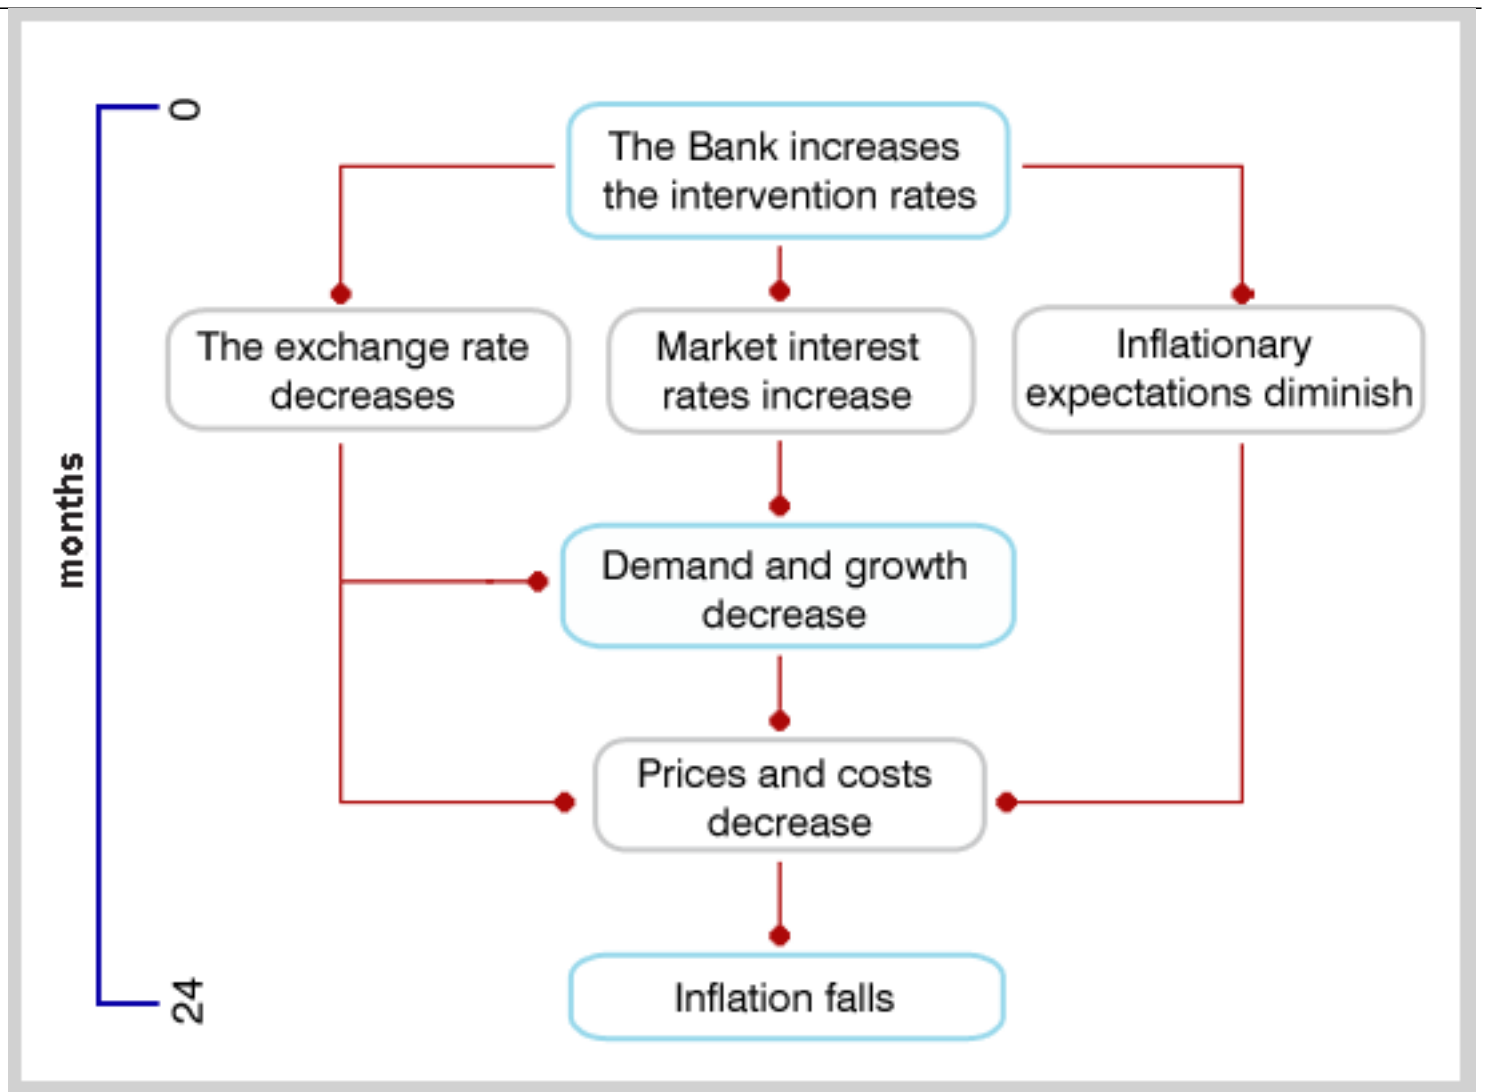 0
The Bank increases
the intervention rates
The exchange rate
decreases
Market interest
rates increase
Inflationary
expectations diminish
months
Demand and growth
decrease
Prices and costs
decrease
24
Inflation falls